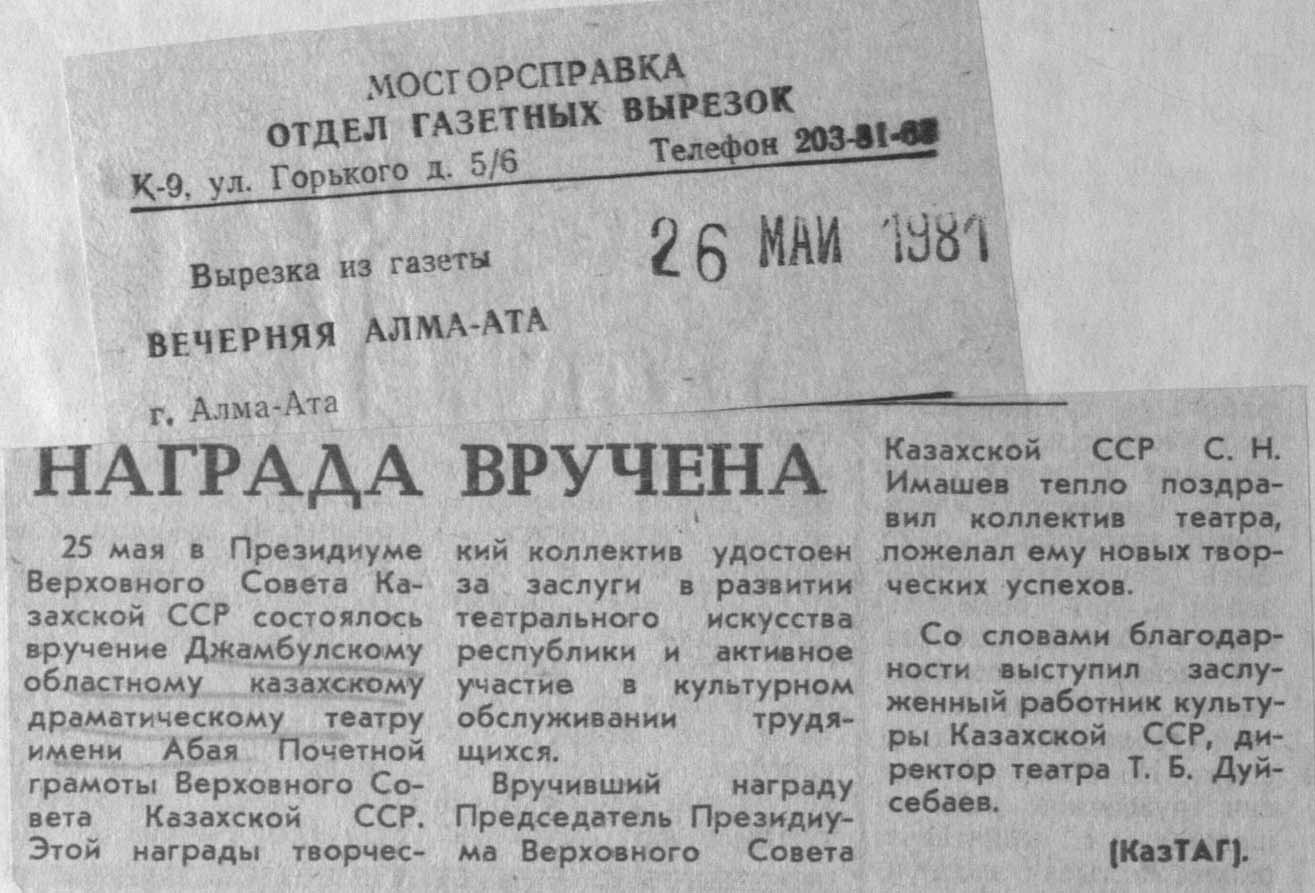 МОСГОРСПРАВКА
ОТДЕЛ ГАЗЕТНЫХ ВЫРЕЗОК
К-9, ул. Горького д. 5/6 Телефон
26 МАИ 1981
Вырезка из газеты
ВЕЧЕРНЯЯ АЛМА-АТА
г. Алма-Ата
НАГРАДА ВРУЧЕНА
25 мая в Президиуме
Верховного Совета Ка-
захской ССР состоялось
вручение Джамбулскому
областному казахскому
драматическому театру
имени Абая Почетной
грамоты Верховного Со-
вета Казахской ССР.
Этой награды творчес-
кий коллектив удостоен
за заслуги в развитии
театрального искусства
республики и активное
участие в культурном
обслуживании трудя-
щихся.
Вручивший награду
Председатель Президиу-
ма Верховного Совета
Казахской ССР С. Н.
Имашев тепло поздра-
вил коллектив театра,
пожелал ему новых твор-
ческих успехов.
Со словами благодар-
ности выступил заслу-
женный работник культу-
ры Казахской ССР, ди-
ректор театра Т. Б. Дуй-
себаев.
(КазТАГ).